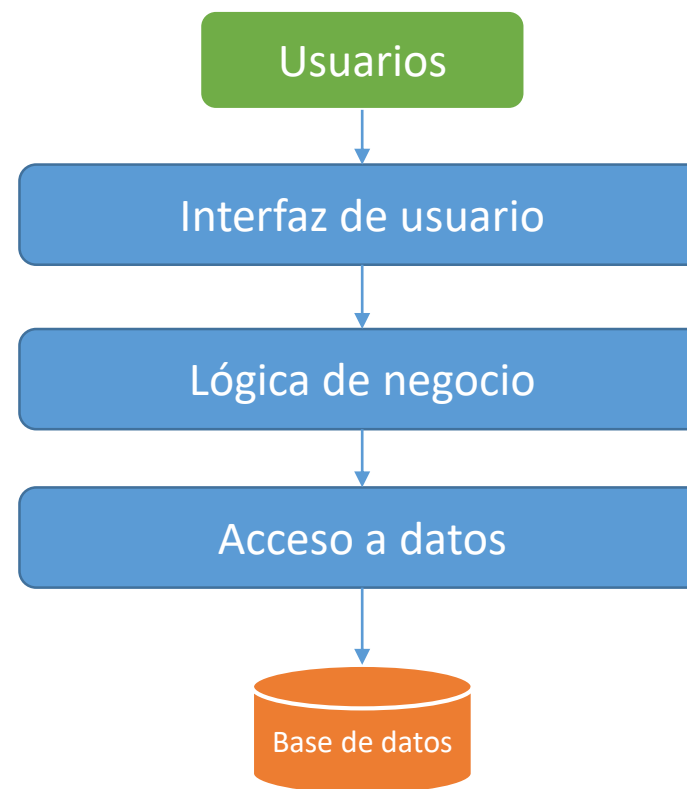 Usuarios
Interfaz de usuario
Lógica de negocio
Acceso a datos
Base de datos